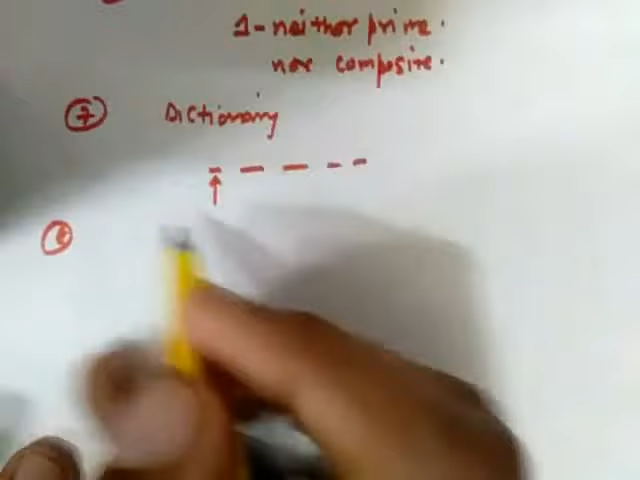 1 - neither prime.
nor composite.
7 Dictionary